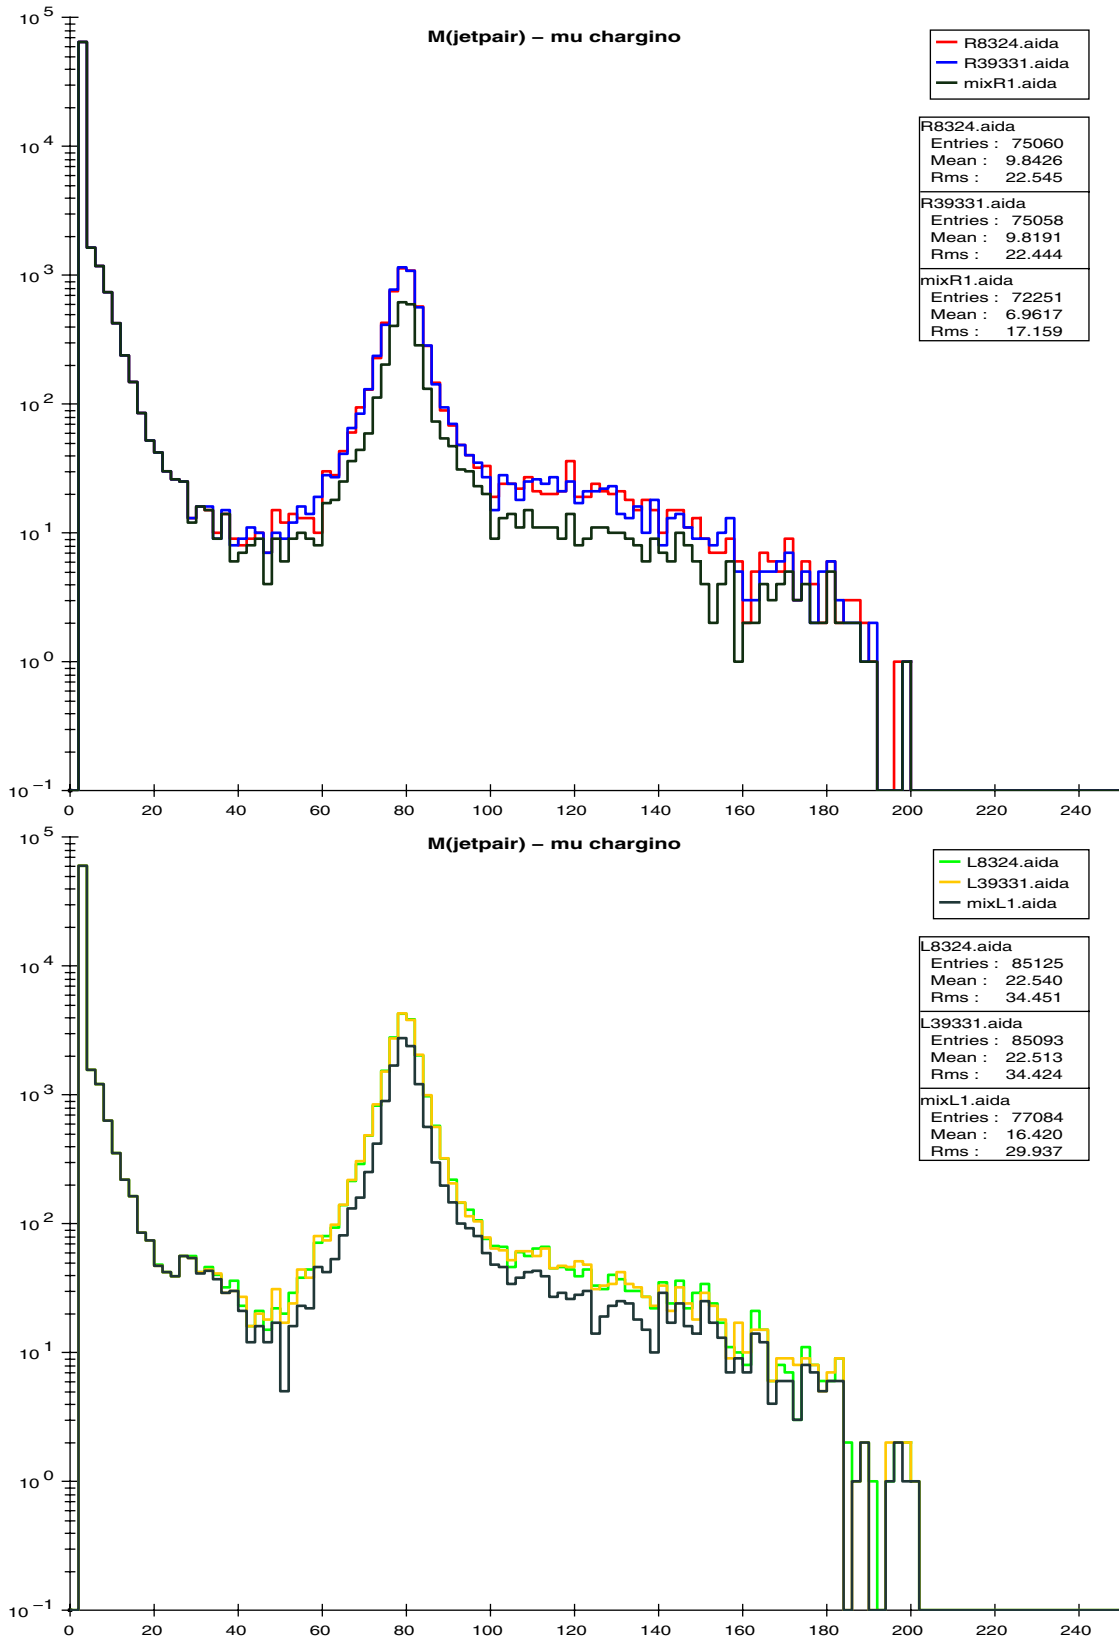 M(jetpair) – mu chargino
R8324.aida
R39331.aida
mixR1.aida
R8324.aida
Entries : 75060
Mean : 9.8426
Rms : 22.545
R39331.aida
Entries : 75058
Mean : 9.8191
Rms : 22.444
mixR1.aida
Entries : 72251
Mean : 6.9617
Rms : 17.159
10^5
10^4
10^3
10^2
10^1
10^0
10^−1
0 20 40 60 80 100 120 140 160 180 200 220 240
M(jetpair) – mu chargino
L8324.aida
L39331.aida
mixL1.aida
L8324.aida
Entries : 85125
Mean : 22.540
Rms : 34.451
L39331.aida
Entries : 85093
Mean : 22.513
Rms : 34.424
mixL1.aida
Entries : 77084
Mean : 16.420
Rms : 29.937
10^5
10^4
10^3
10^2
10^1
10^0
10^−1
0 20 40 60 80 100 120 140 160 180 200 220 240